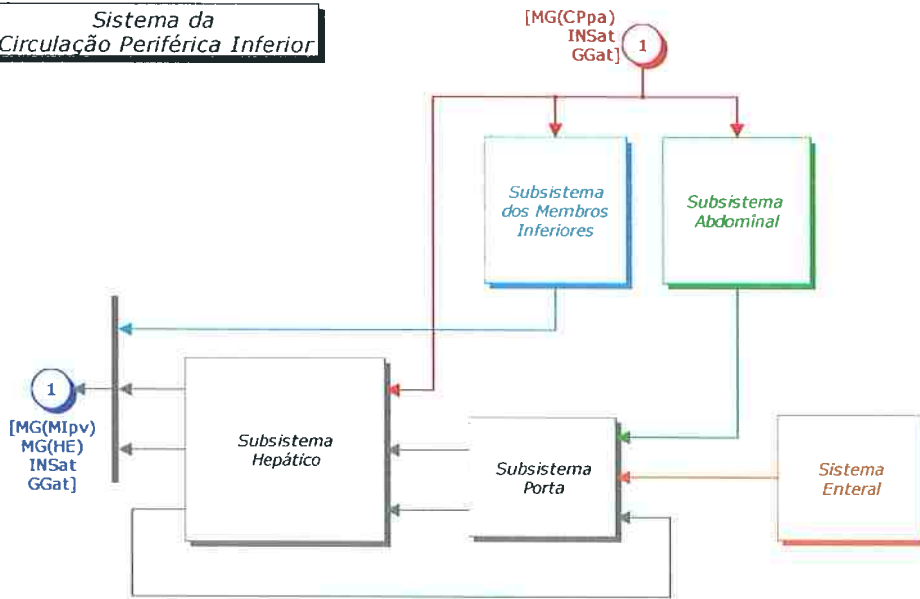 Sistema da
Circulação Periférica Inferior
[MG(CPpa)
INSat
GGat]
1
Subsistema
dos Membros
Inferiores
Subsistema
Abdominal
1
[MG(MIpv)
MG(HE)
INSat
GGat]
Subsistema
Hepático
Subsistema
Porta
Sistema
Enteral